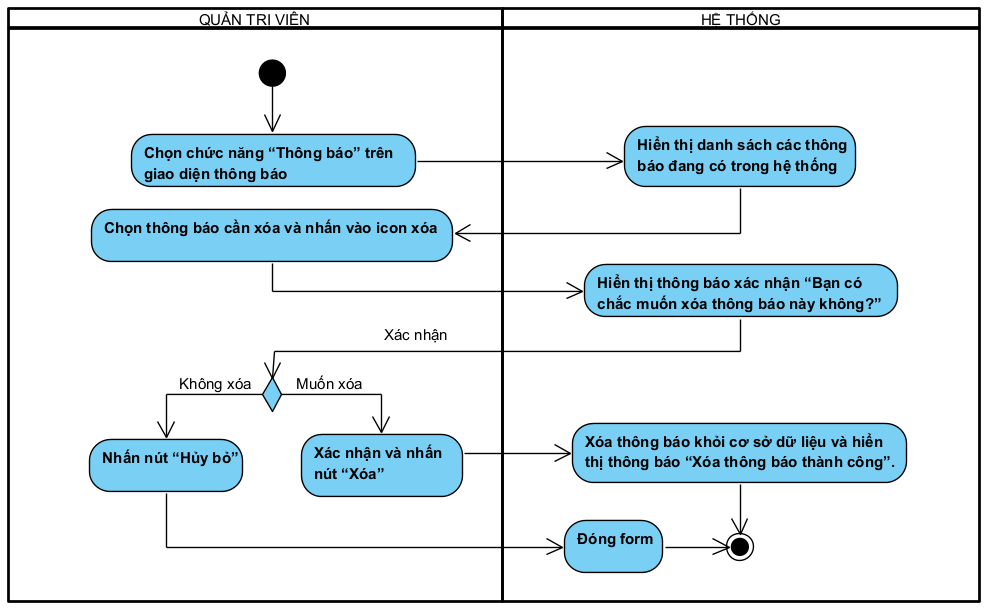 QUẢN TRI VIÊN
HỆ THỐNG
Chọn chức năng “Thông báo” trên
giao diện thông báo
Hiển thị danh sách các thông
báo đang có trong hệ thống
Chọn thông báo cần xóa và nhấn vào icon xóa
Hiển thị thông báo xác nhận “Bạn có
chắc muốn xóa thông báo này không?”
Xác nhận
Không xóa
Muốn xóa
Nhấn nút “Hủy bỏ”
Xác nhận và nhấn
nút “Xóa”
Xóa thông báo khỏi cơ sở dữ liệu và hiển
thị thông báo “Xóa thông báo thành công”.
Đóng form